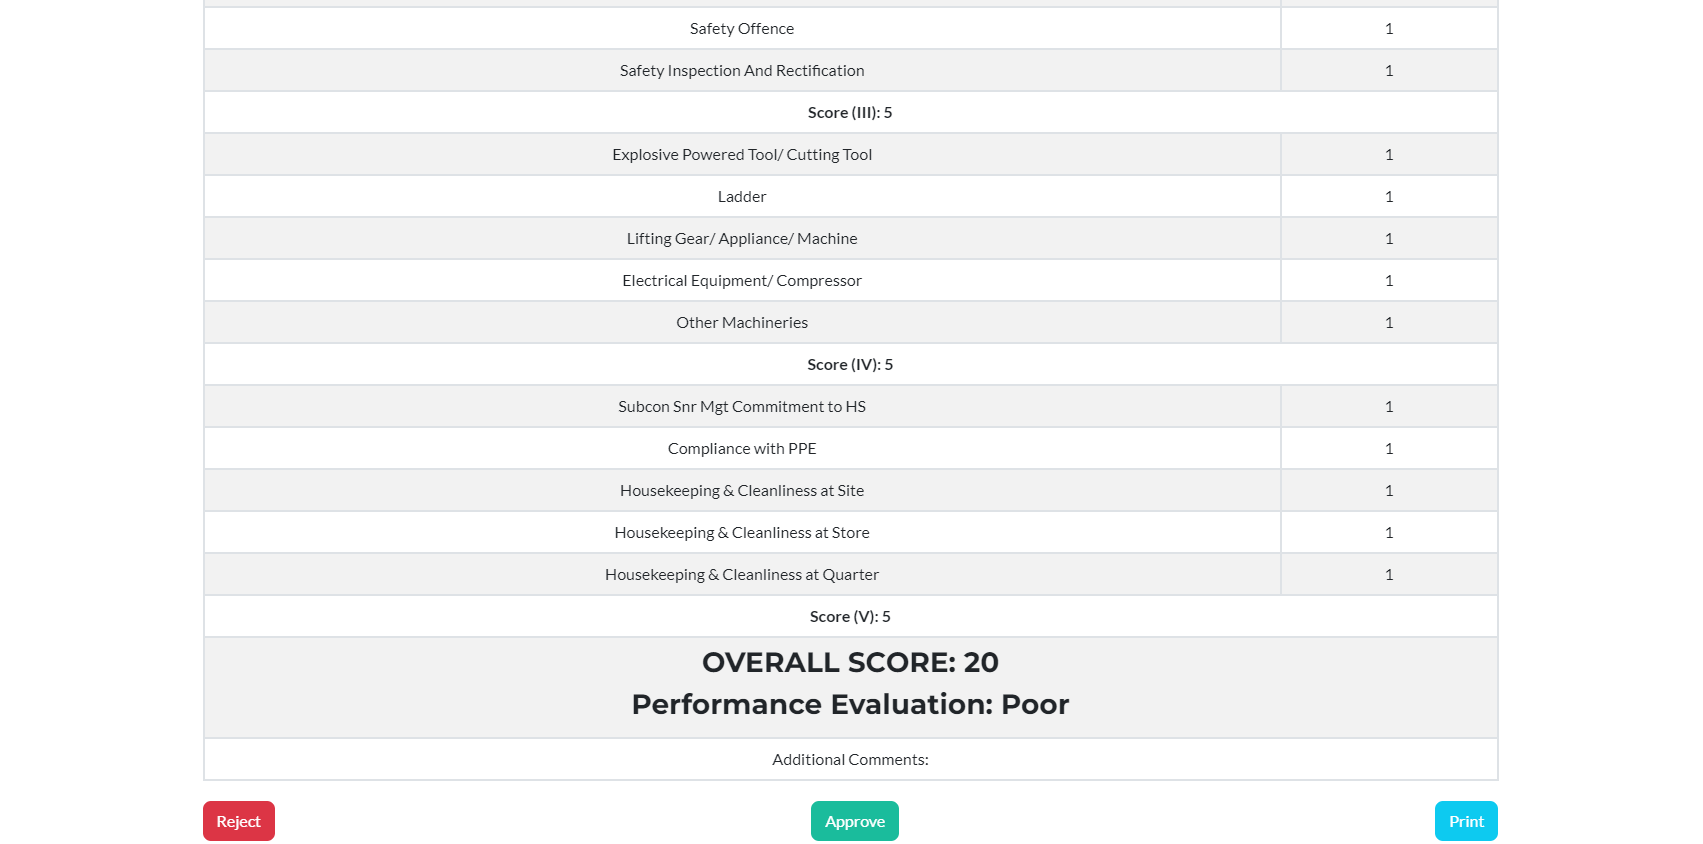 Safety Offence 1
Safety Inspection And Rectification 1
Score (III): 5
Explosive Powered Tool/ Cutting Tool 1
Ladder 1
Lifting Gear/ Appliance/ Machine 1
Electrical Equipment/ Compressor 1
Other Machineries 1
Score (IV): 5
Subcon Snr Mgt Commitment to HS 1
Compliance with PPE 1
Housekeeping & Cleanliness at Site 1
Housekeeping & Cleanliness at Store 1
Housekeeping & Cleanliness at Quarter 1
Score (V): 5
OVERALL SCORE: 20
Performance Evaluation: Poor
Additional Comments:
Reject Approve Print